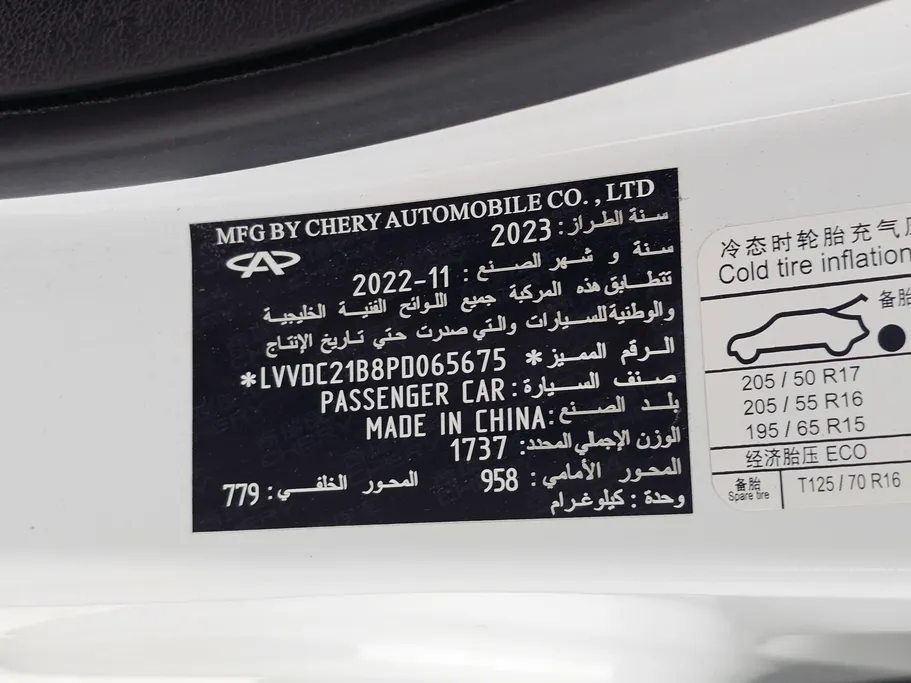 MFG BY CHERY AUTOMOBILE CO. , LTD
سنة الطراز: 2023
سنة و شهر الصنع : 2022-11
تتطابق هذه المركبة جميع اللوائح الفنية الخليجية
والوطنية للسيارات والتي صدرت حتي تاريخ الإنتاج
الرقم المميز: *LVVDC21B8PD065675*
صنف السيارة: PASSENGER CAR
بلد الصنع: MADE IN CHINA
الوزن الإجمالي المحدد: 1737
المحور الأمامي: 958 المحور الخلفي: 779
وحدة : كيلوغرام
冷态时轮胎充气
Cold tire inflation
备胎
205 / 50 R17
205 / 55 R16
195 / 65 R15
经济胎压 ECO
备胎
Spare tire
T125 / 70 R16